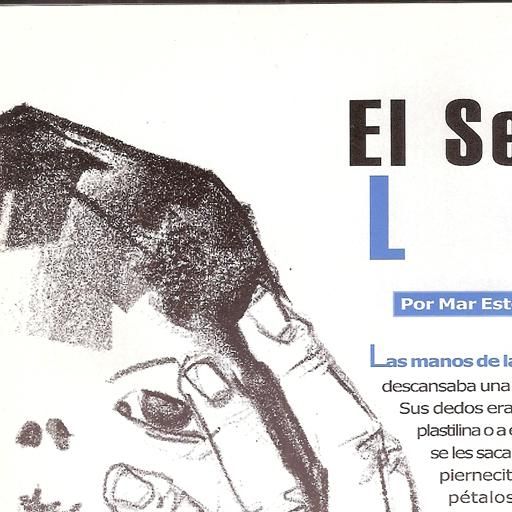 El Se
L
Por Mar Est
Las manos de la
descansaba una
Sus dedos era
plastilina o a e
se les saca
piernecit
pétalos